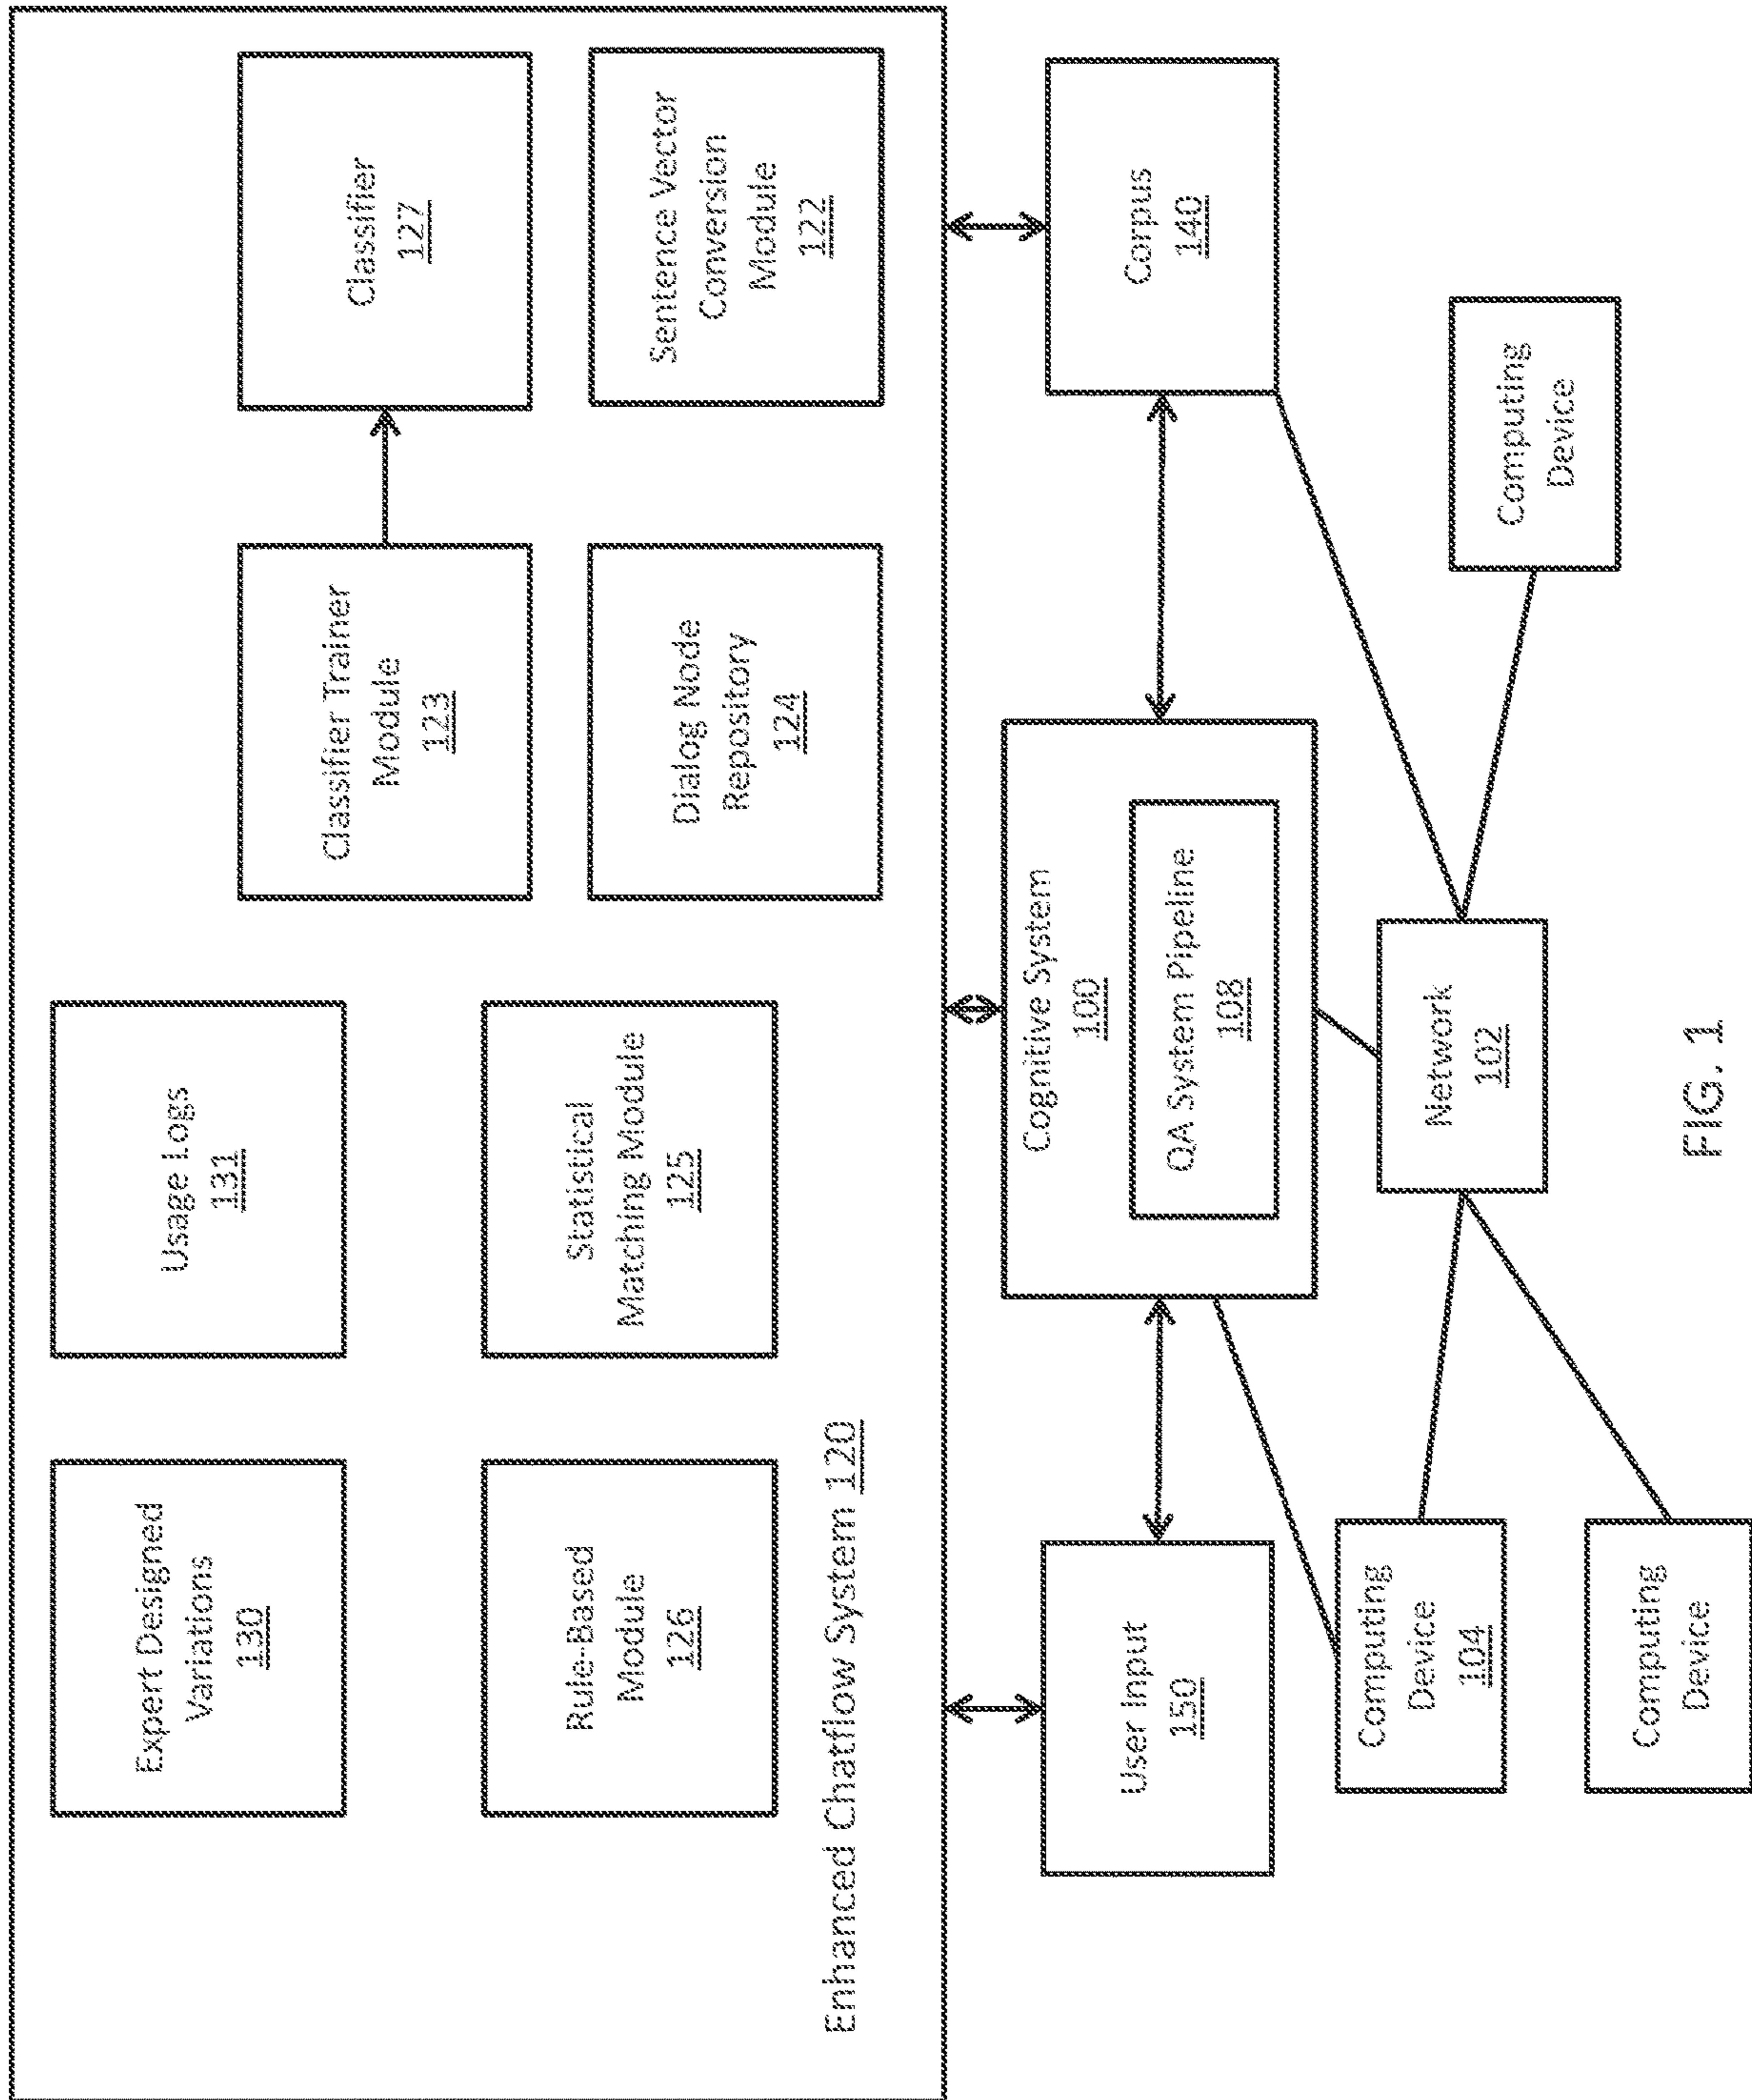 Expert Designed
Variations
130
Usage Logs
131
Classifier Trainer
Module
123
Classifier
127
Rule-Based
Module
126
Statistical
Matching Module
125
Dialog Node
Repository
124
Sentence Vector
Conversion
Module
122
Enhanced Chatflow System 120
User Input
150
Cognitive System
100
QA System Pipeline
108
Corpus
140
Computing
Device
104
Network
102
Computing
Device
Computing
Device
FIG. 1